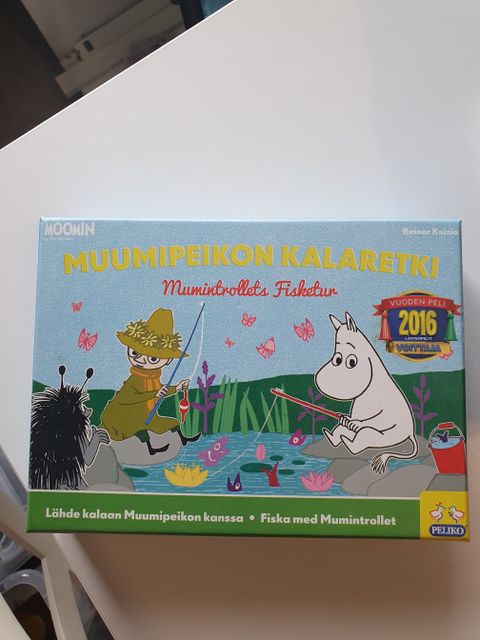 MOOMIN
Reiner Knizia
MUUMIPEIKON KALARETKI
Mumintrollets Fisketur
VUODEN PELI
2016
LASTENPELIT
VOITTAJA
Lähde kalaan Muumipeikon kanssa • Fiska med Mumintrollet
PELIKO